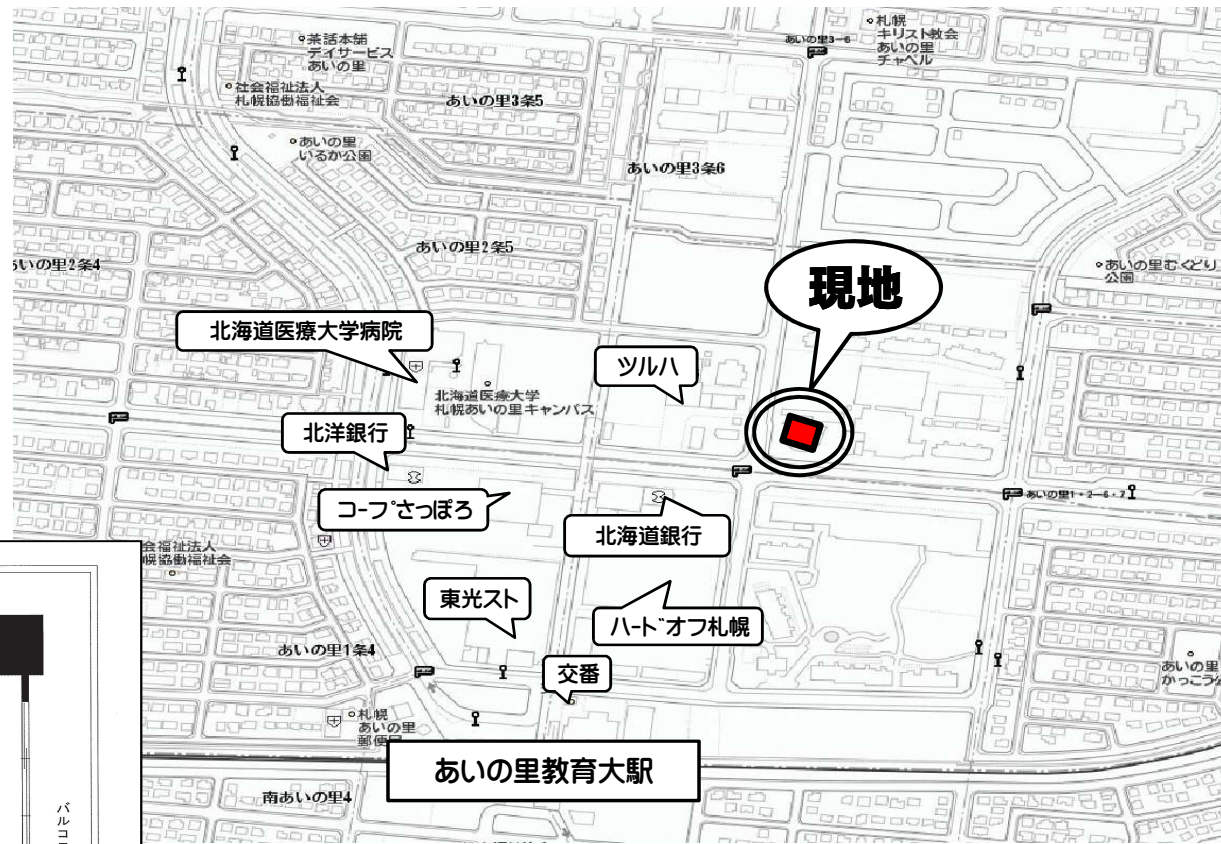 茶話本舗
デイサービス
あいの里
あいの里3-6
札幌
キリスト教会
あいの里
チャペル
社会福祉法人
札幌協働福祉会
あいの里3条5
あいの里
いるか公園
あいの里3条6
あいの里2条5
あいの里2条4
あいの里むくどり
公園
現地
北海道医療大学病院
ツルハ
北海道医療大学
札幌あいの里キャンパス
北洋銀行
コープさっぽろ
あいの里1・2-6・7
北海道銀行
会福祉法人
幌協働福祉会
東光スト
ハードオフ札幌
あいの里1条4
交番
あいの里
かっこう公
札幌
あいの里
郵便局
あいの里教育大駅
南あいの里4
バルコ